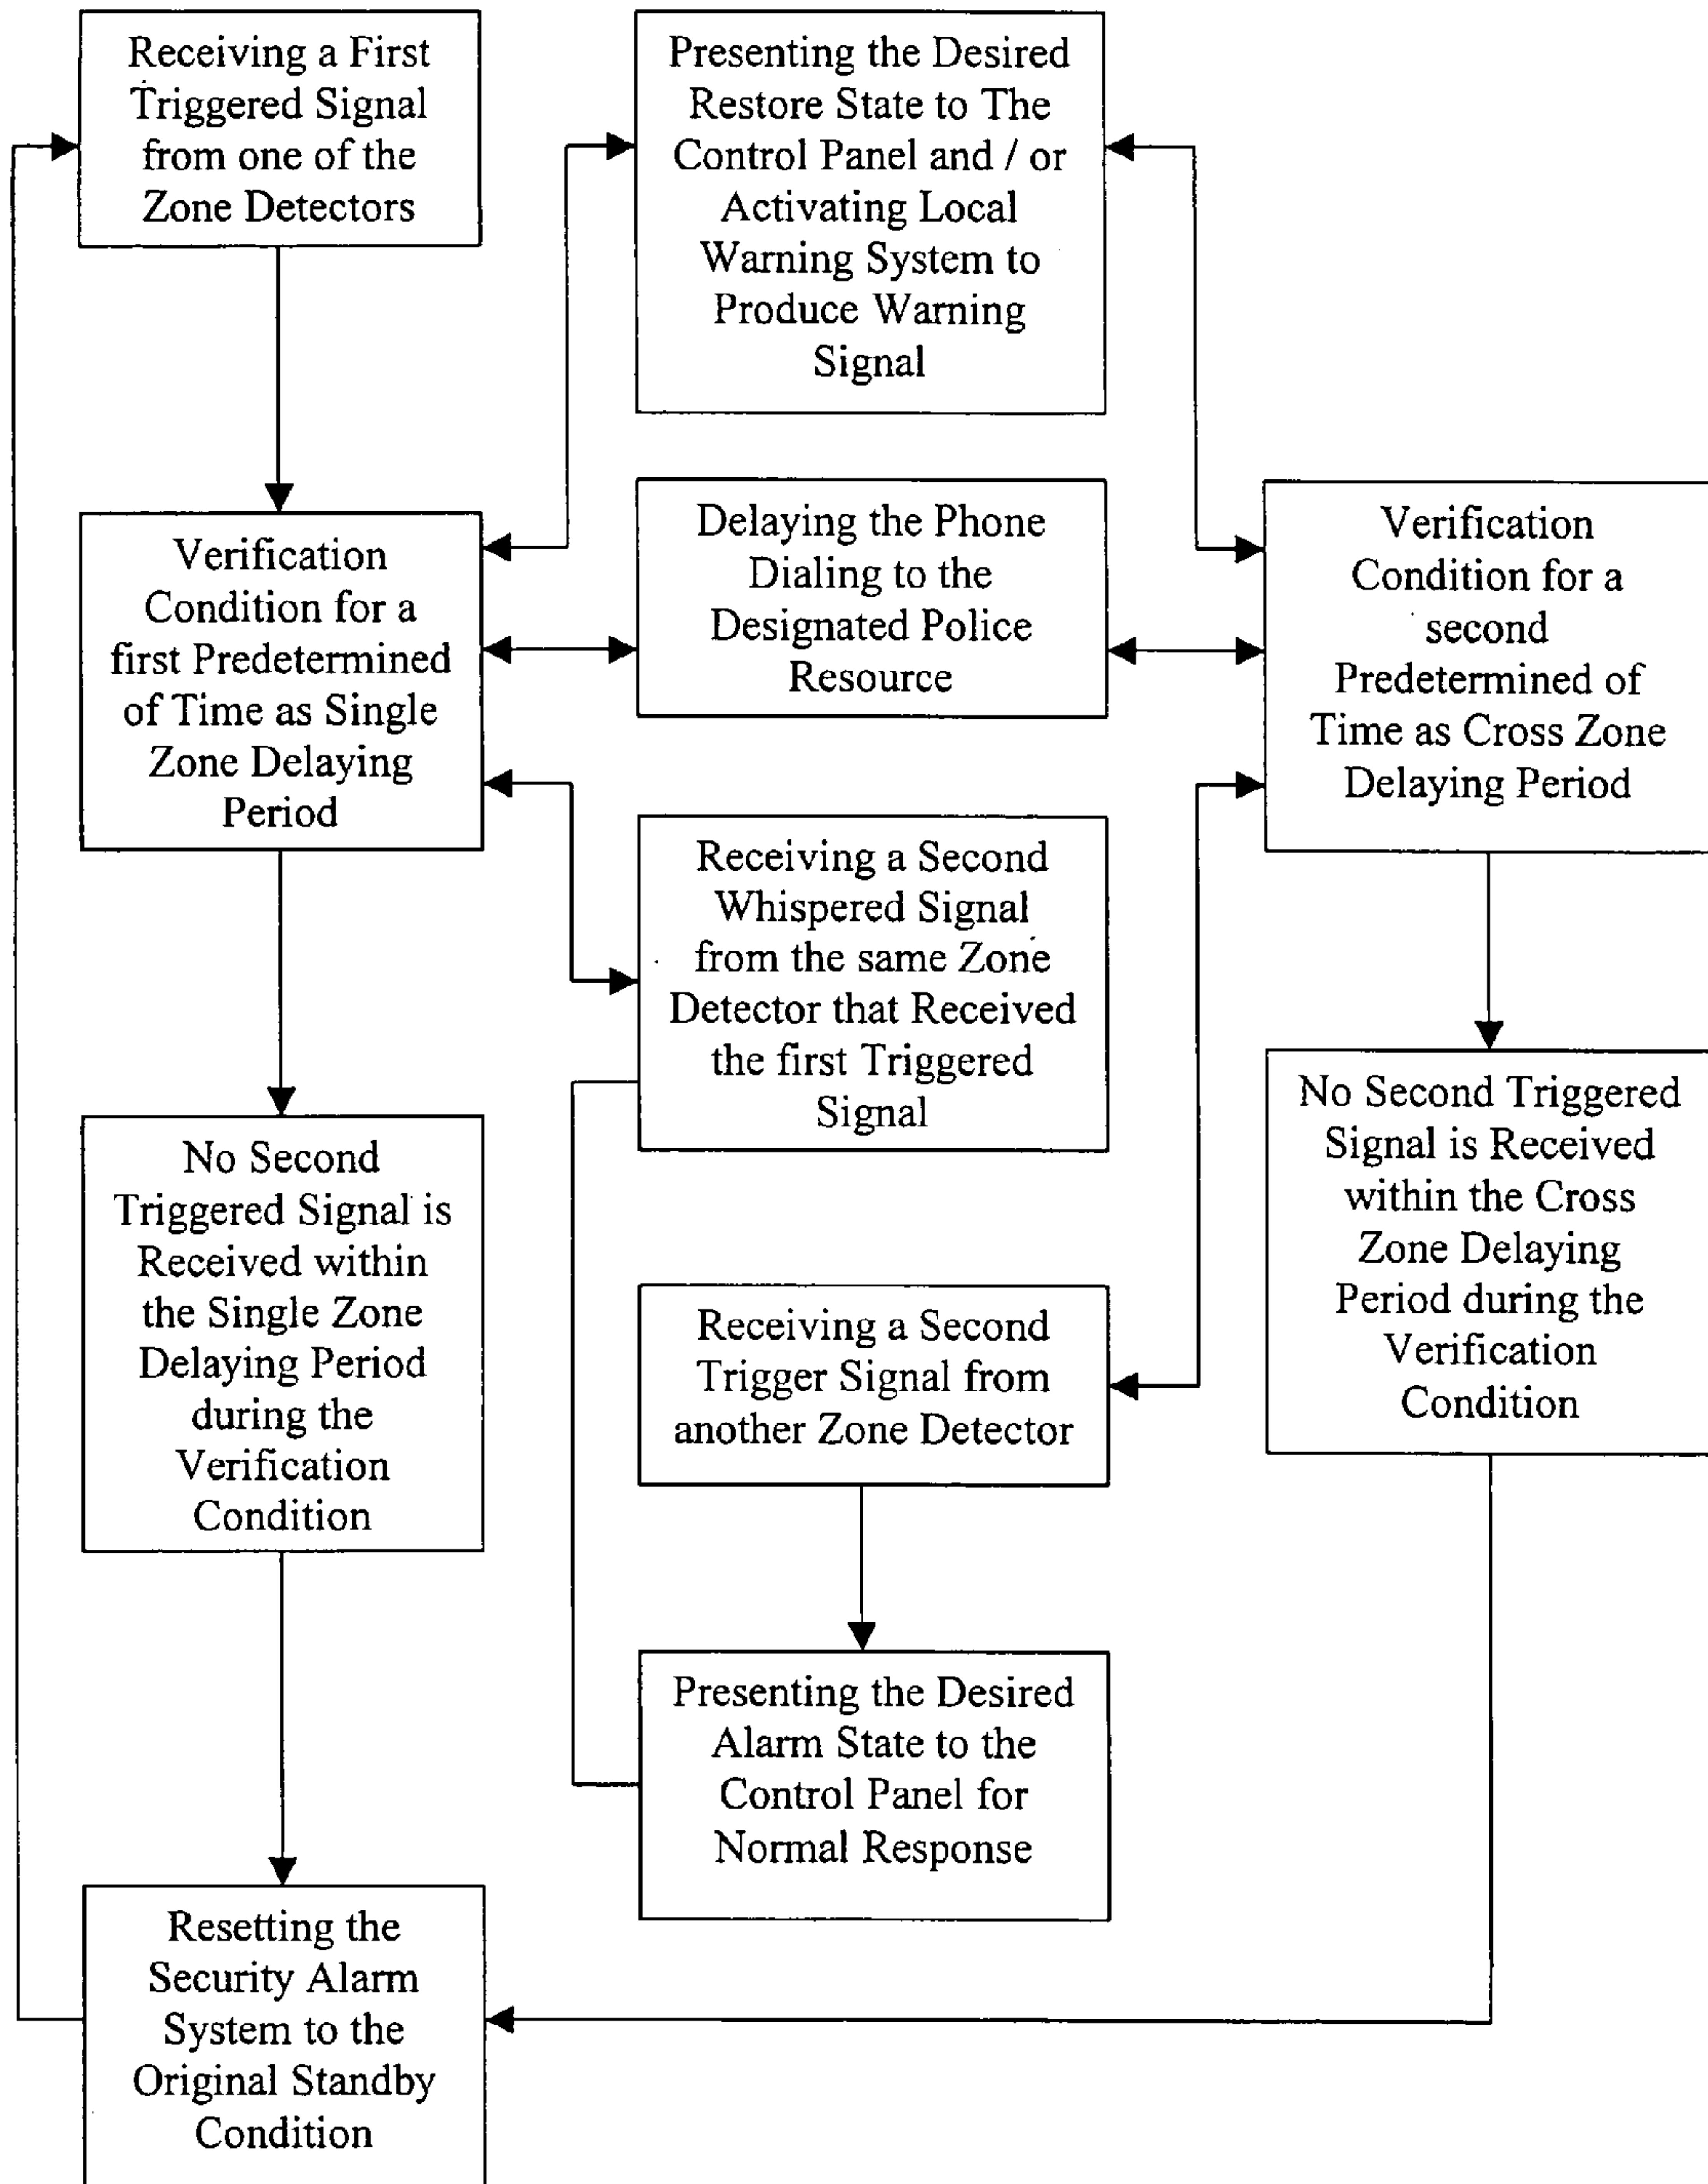 Receiving a First
Triggered Signal
from one of the
Zone Detectors
Presenting the Desired
Restore State to The
Control Panel and / or
Activating Local
Warning System to
Produce Warning
Signal
Verification
Condition for a
first Predetermined
of Time as Single
Zone Delaying
Period
Delaying the Phone
Dialing to the
Designated Police
Resource
Verification
Condition for a
second
Predetermined of
Time as Cross Zone
Delaying Period
Receiving a Second
Whispered Signal
from the same Zone
Detector that Received
the first Triggered
Signal
No Second
Triggered Signal is
Received within
the Single Zone
Delaying Period
during the
Verification
Condition
No Second Triggered
Signal is Received
within the Cross
Zone Delaying
Period during the
Verification
Condition
Receiving a Second
Trigger Signal from
another Zone Detector
Presenting the Desired
Alarm State to the
Control Panel for
Normal Response
Resetting the
Security Alarm
System to the
Original Standby
Condition